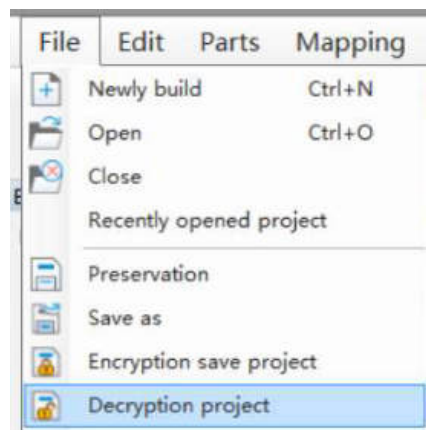 File Edit Parts Mapping
Newly build Ctrl+N
Open Ctrl+O
Close
Recently opened project
Preservation
Save as
Encryption save project
Decryption project